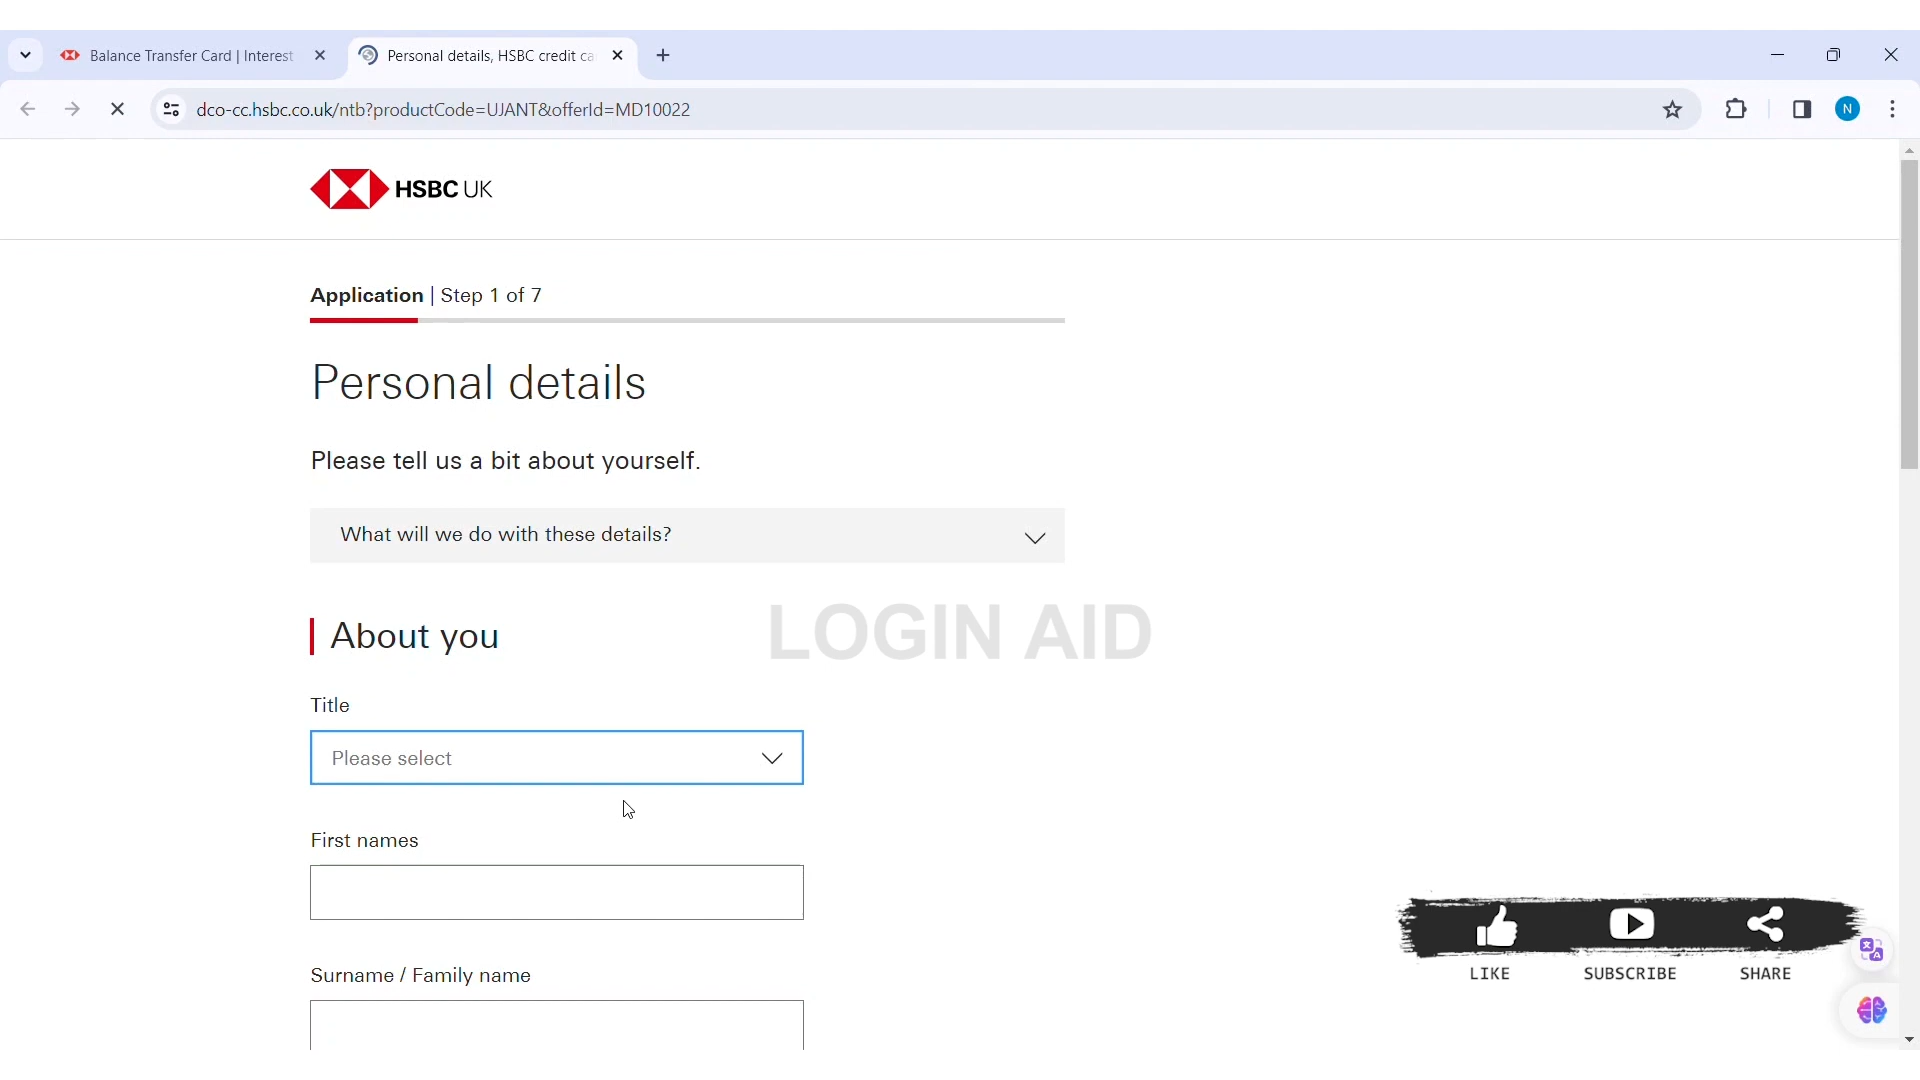 Balance Transfer Card | Interest
Personal details, HSBC credit ca
dco-cc.hsbc.co.uk/ntb?productCode=UJANT&offerId=MD10022
N
HSBC UK
Application | Step 1 of 7
Personal details
Please tell us a bit about yourself.
What will we do with these details?
LOGIN AID
About you
Title
Please select
First names
Surname / Family name
LIKE SUBSCRIBE SHARE